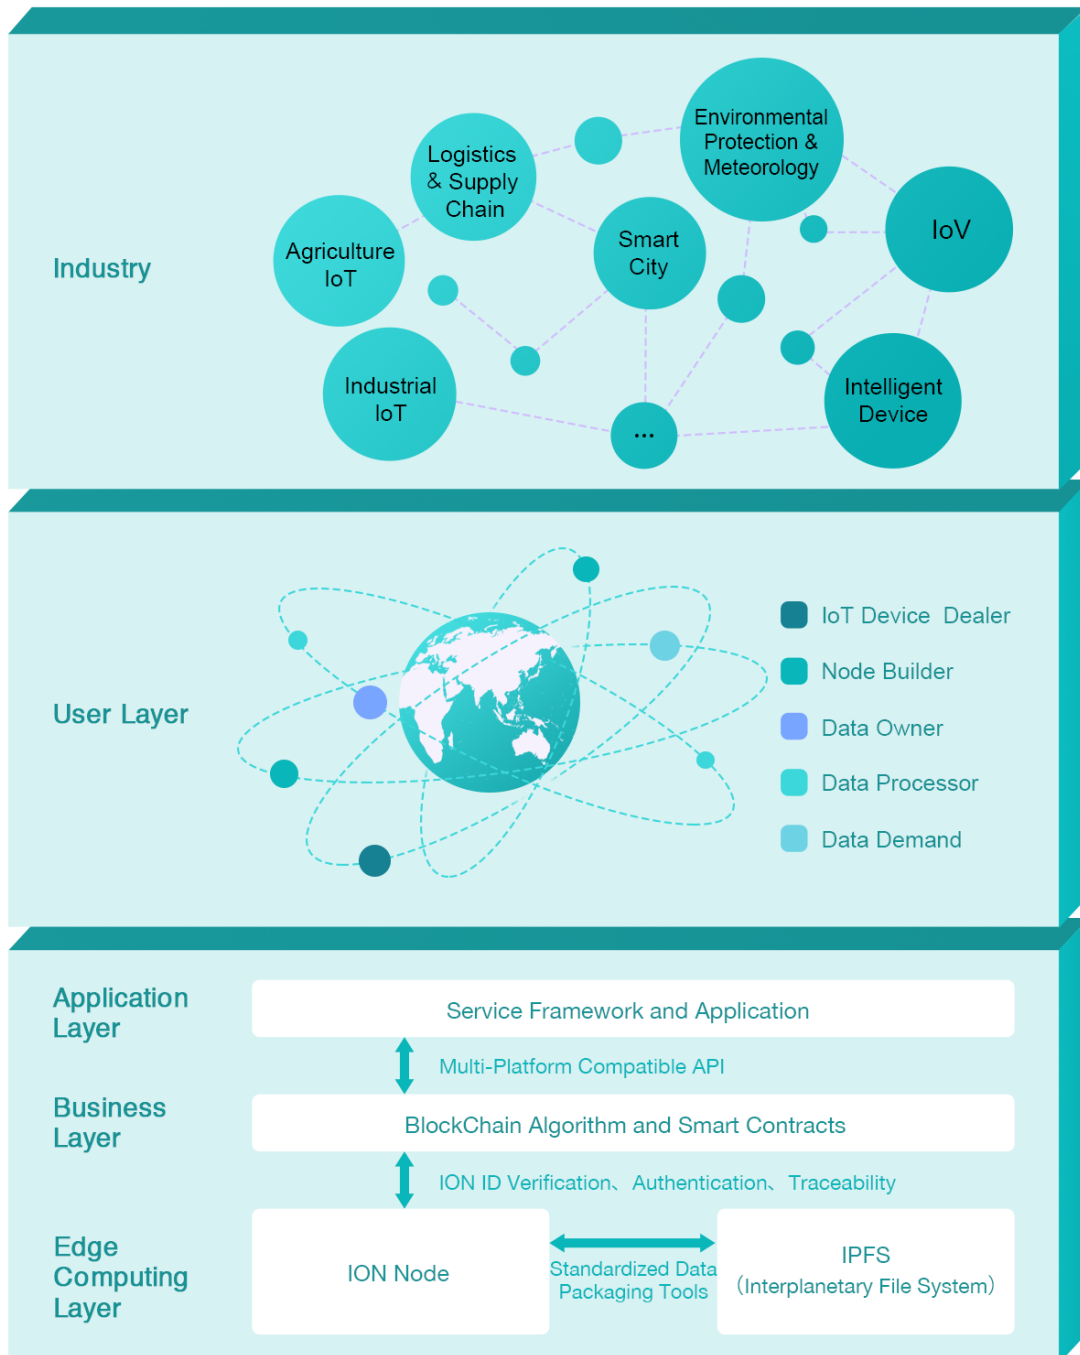 Industry
Environmental
Protection &
Meteorology
Logistics
& Supply
Chain
IoV
Smart
City
Agriculture
IoT
Industrial
IoT
Intelligent
Device
...
User Layer
IoT Device  Dealer
Node Builder
Data Owner
Data Processor
Data Demand
Application
Layer
Service Framework and Application
Multi-Platform Compatible API
Business
Layer
BlockChain Algorithm and Smart Contracts
ION ID Verification、Authentication、Traceability
Edge
Computing
Layer
ION Node
Standardized Data
Packaging Tools
IPFS
（Interplanetary File System）